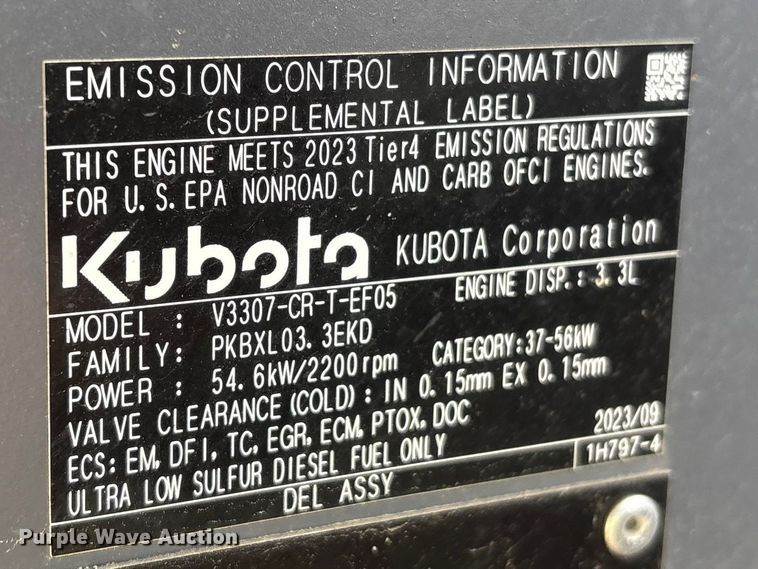 EMISSION CONTROL INFORMATION
(SUPPLEMENTAL LABEL)
THIS ENGINE MEETS 2023 Tier4 EMISSION REGULATIONS
FOR U.S. EPA NONROAD CI AND CARB OFCI ENGINES.
Kubota KUBOTA Corporation
MODEL : V3307-CR-T-EF05 ENGINE DISP.: 3.3L
FAMILY: PKBXL03.3EKD
POWER : 54.6kW/2200rpm CATEGORY:37-56kW
VALVE CLEARANCE(COLD): IN 0.15mm EX 0.15mm
ECS: EM, DFI, TC, EGR, ECM, PTOX, DOC 2023/09
ULTRA LOW SULFUR DIESEL FUEL ONLY 1H797-4
DEL ASSY
Purple Wave Auction